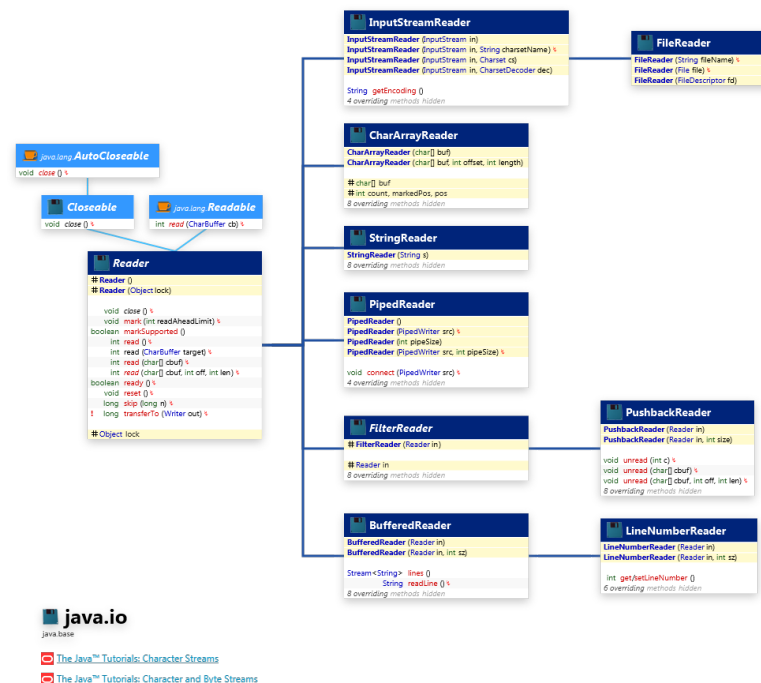 InputStreamReader
InputStreamReader (InputStream in)
InputStreamReader (InputStream in, String charsetName)
InputStreamReader (InputStream in, Charset cs)
InputStreamReader (InputStream in, CharsetDecoder dec)
String getEncoding ()
4 overriding methods hidden
FileReader
FileReader (String fileName)
FileReader (File file)
FileReader (FileDescriptor fd)
CharArrayReader
CharArrayReader (char[] buf)
CharArrayReader (char[] buf, int offset, int length)
# char[] buf
# int count, markedPos, pos
8 overriding methods hidden
java.lang.AutoCloseable
void close ()
Closeable
void close ()
java.lang.Readable
int read (CharBuffer cb)
Reader
# Reader ()
# Reader (Object lock)
void close ()
void mark (int readAheadLimit)
boolean markSupported ()
int read ()
int read (CharBuffer target)
int read (char[] cbuf)
int read (char[] cbuf, int off, int len)
boolean ready ()
void reset ()
long skip (long n)
! long transferTo (Writer out)
# Object lock
StringReader
StringReader (String s)
8 overriding methods hidden
PipedReader
PipedReader ()
PipedReader (PipedWriter src)
PipedReader (int pipeSize)
PipedReader (PipedWriter src, int pipeSize)
void connect (PipedWriter src)
4 overriding methods hidden
FilterReader
# FilterReader (Reader in)
# Reader in
8 overriding methods hidden
PushbackReader
PushbackReader (Reader in)
PushbackReader (Reader in, int size)
void unread (int c)
void unread (char[] cbuf)
void unread (char[] cbuf, int off, int len)
8 overriding methods hidden
BufferedReader
BufferedReader (Reader in)
BufferedReader (Reader in, int sz)
Stream<String> lines ()
String readLine ()
8 overriding methods hidden
LineNumberReader
LineNumberReader (Reader in)
LineNumberReader (Reader in, int sz)
int get/setLineNumber ()
6 overriding methods hidden
java.io
java.base
The Java™ Tutorials: Character Streams
The Java™ Tutorials: Character and Byte Streams